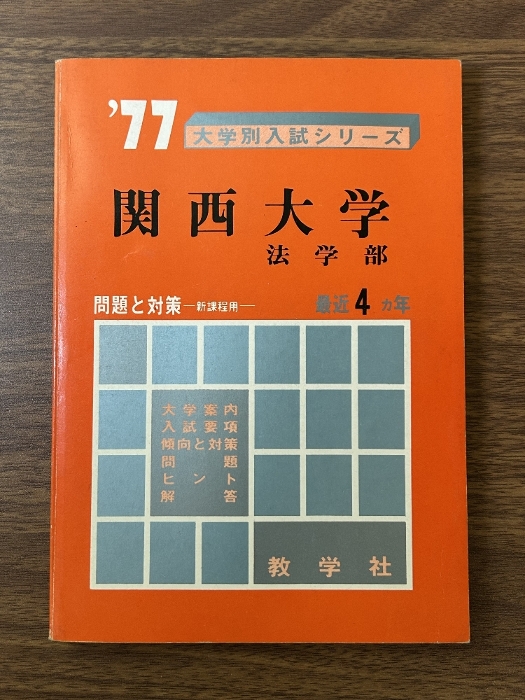 '77 大学別入試シリーズ
関西大学
法学部
問題と対策―新課程用― 最近4カ年
大学案内
入試要項
傾向と対策
問題
ヒント
解答
教学社